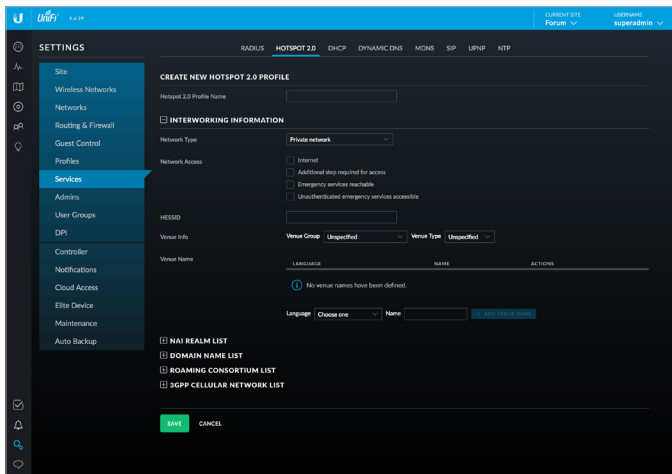 UniFi 5.6.29
CURRENT SITE
Forum
USERNAME
superadmin
SETTINGS
Site
Wireless Networks
Networks
Routing & Firewall
Guest Control
Profiles
Services
Admins
User Groups
DPI
Controller
Notifications
Cloud Access
Elite Device
Maintenance
Auto Backup
RADIUS HOTSPOT 2.0 DHCP DYNAMIC DNS MDNS SIP UPNP NTP
CREATE NEW HOTSPOT 2.0 PROFILE
Hotspot 2.0 Profile Name
INTERWORKING INFORMATION
Network Type Private network
Network Access Internet
Additional step required for access
Emergency services reachable
Unauthenticated emergency services accessible
HESSID
Venue Info Venue Group Unspecified Venue Type Unspecified
Venue Name
LANGUAGE NAME ACTIONS
No venue names have been defined.
Language Choose one Name + ADD VENUE NAME
NAI REALM LIST
DOMAIN NAME LIST
ROAMING CONSORTIUM LIST
3GPP CELLULAR NETWORK LIST
SAVE CANCEL